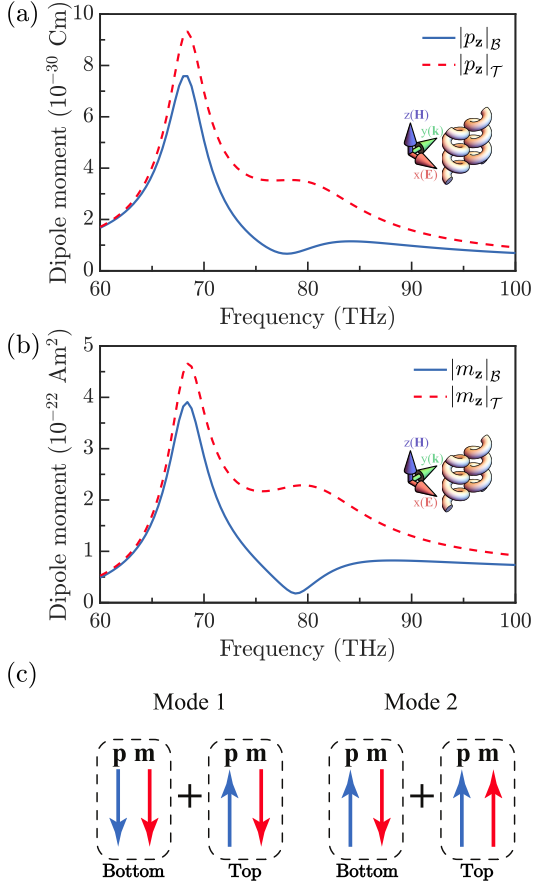 (a)
10
8
6
4
2
0
Dipole moment (10⁻³⁰ Cm)
|p_z|_ℬ
|p_z|_𝒯
z(H)
y(k)
x(E)
60 70 80 90 100
Frequency (THz)
(b)
5
4
3
2
1
0
Dipole moment (10⁻²² Am²)
|m_z|_ℬ
|m_z|_𝒯
z(H)
y(k)
x(E)
60 70 80 90 100
Frequency (THz)
(c)
Mode 1 Mode 2
p m + p m p m + p m
Bottom Top Bottom Top